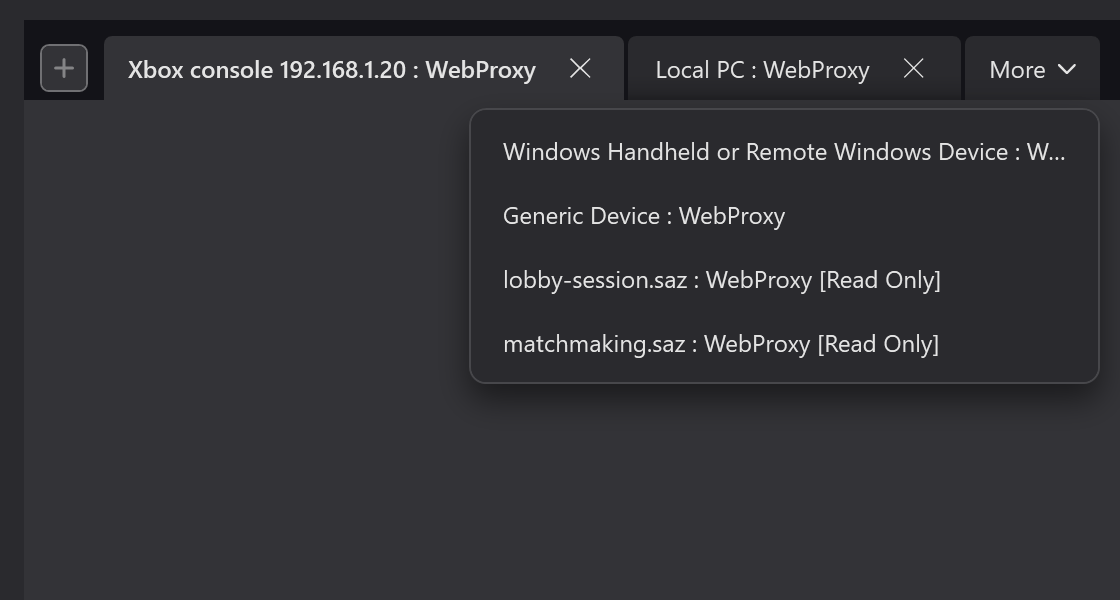 Xbox console 192.168.1.20 : WebProxy
Local PC : WebProxy
More
Windows Handheld or Remote Windows Device : W...
Generic Device : WebProxy
lobby-session.saz : WebProxy [Read Only]
matchmaking.saz : WebProxy [Read Only]